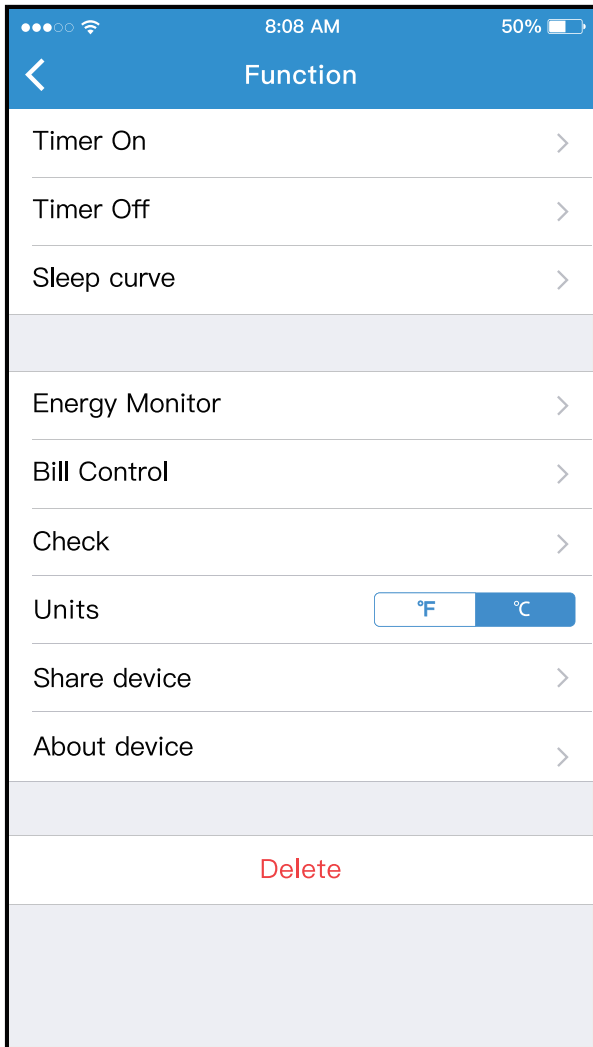 8:08 AM 50%
Function
Timer On
Timer Off
Sleep curve
Energy Monitor
Bill Control
Check
Units °F ℃
Share device
About device
Delete